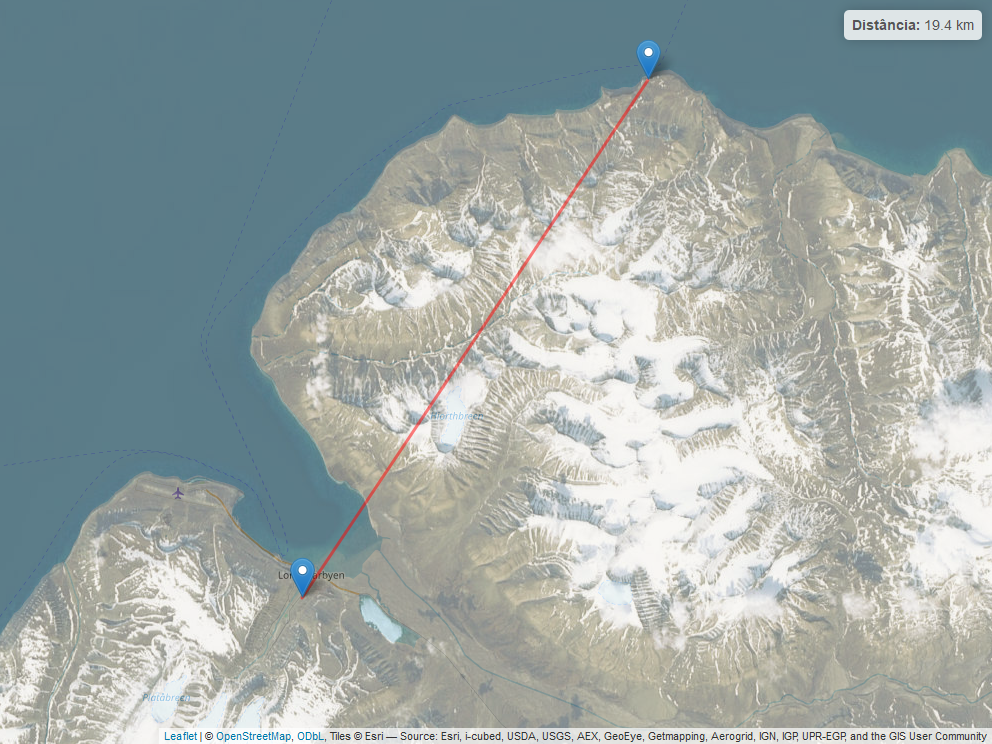 Distância: 19.4 km
Platåbreen
Leaflet | © OpenStreetMap, ODbL, Tiles © Esri — Source: Esri, i-cubed, USDA, USGS, AEX, GeoEye, Getmapping, Aerogrid, IGN, IGP, UPR-EGP, and the GIS User Community